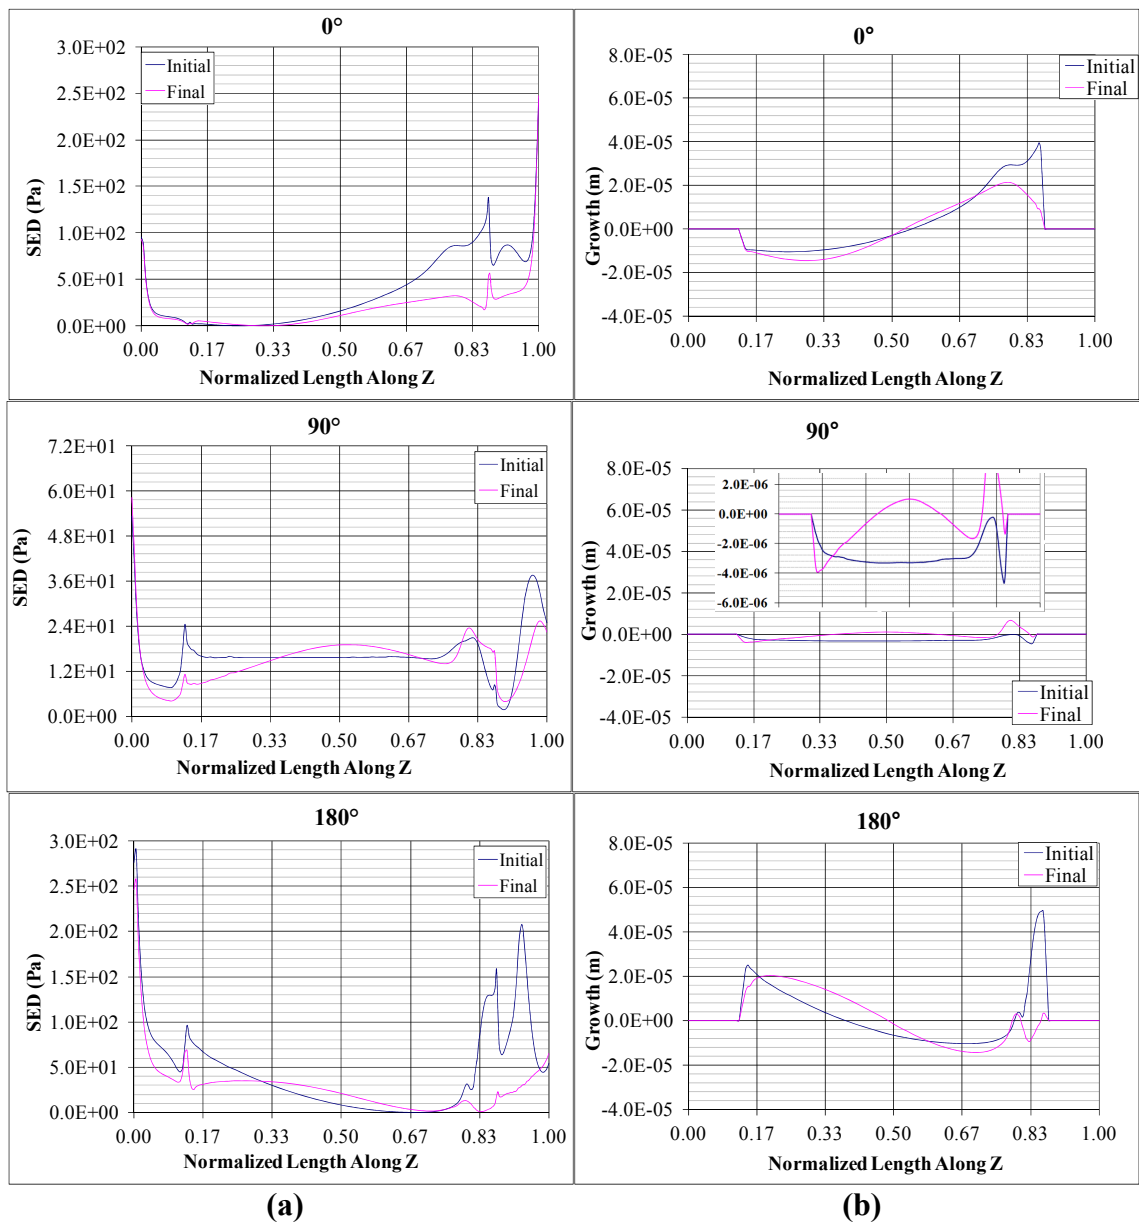 0°
3.0E+02
Initial
Final
2.5E+02
2.0E+02
1.5E+02
1.0E+02
5.0E+01
0.0E+00
SED (Pa)
0.00 0.17 0.33 0.50 0.67 0.83 1.00
Normalized Length Along Z
0°
8.0E-05
Initial
Final
6.0E-05
4.0E-05
2.0E-05
0.0E+00
-2.0E-05
-4.0E-05
Growth (m)
0.00 0.17 0.33 0.50 0.67 0.83 1.00
Normalized Length Along Z
90°
7.2E+01
Initial
Final
6.0E+01
4.8E+01
3.6E+01
2.4E+01
1.2E+01
0.0E+00
SED (Pa)
0.00 0.17 0.33 0.50 0.67 0.83 1.00
Normalized Length Along Z
90°
8.0E-05
6.0E-05
4.0E-05
2.0E-05
0.0E+00
-2.0E-05
-4.0E-05
Growth (m)
2.0E-06
0.0E+00
-2.0E-06
-4.0E-06
-6.0E-06
Initial
Final
0.00 0.17 0.33 0.50 0.67 0.83 1.00
Normalized Length Along Z
180°
3.0E+02
Initial
Final
2.5E+02
2.0E+02
1.5E+02
1.0E+02
5.0E+01
0.0E+00
SED (Pa)
0.00 0.17 0.33 0.50 0.67 0.83 1.00
Normalized Length Along Z
180°
8.0E-05
Initial
Final
6.0E-05
4.0E-05
2.0E-05
0.0E+00
-2.0E-05
-4.0E-05
Growth (m)
0.00 0.17 0.33 0.50 0.67 0.83 1.00
Normalized Length Along Z
(a)
(b)